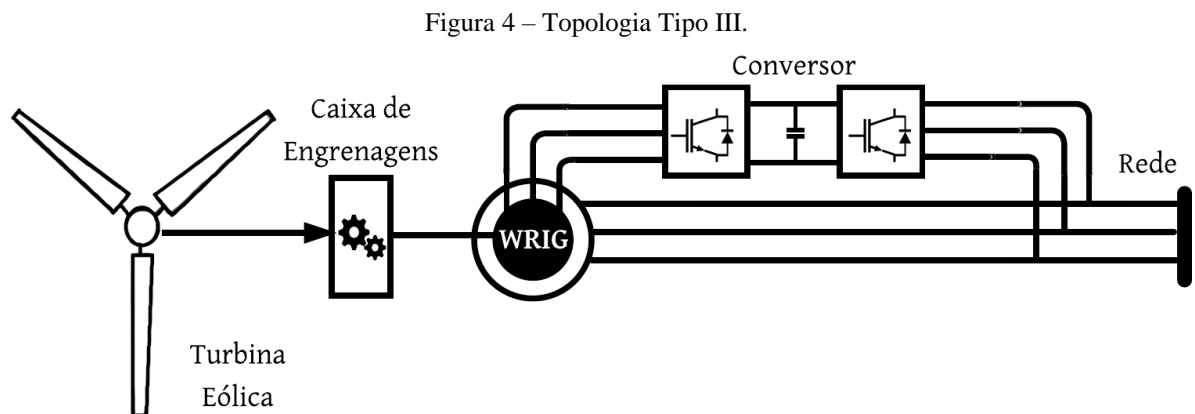 Figura 4 – Topologia Tipo III.
Conversor
Caixa de
Engrenagens
Rede
WRIG
Turbina
Eólica